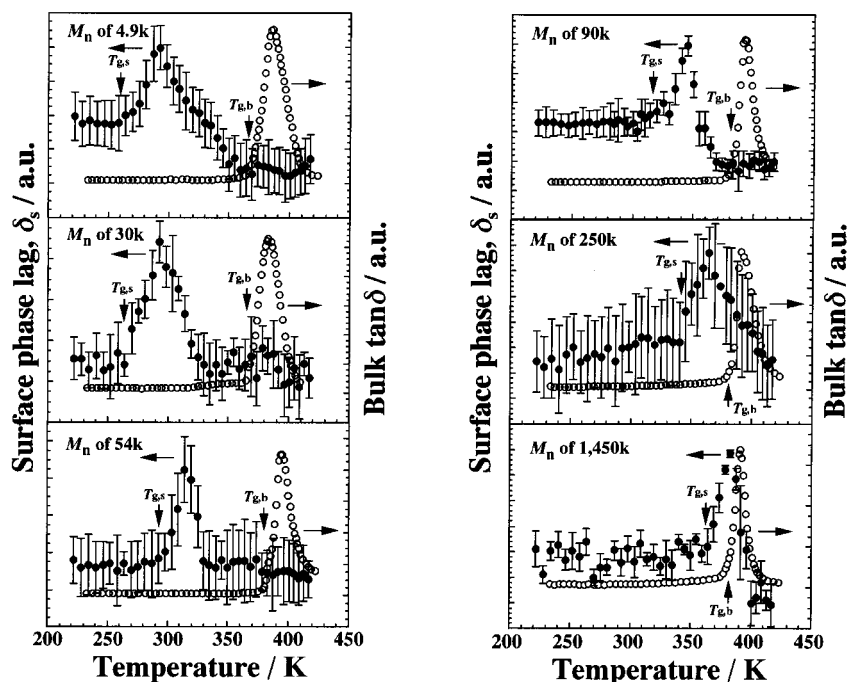 Mn of 4.9k
Tg,s
Tg,b
Mn of 30k
Tg,s
Tg,b
Mn of 54k
Tg,s
Tg,b
Surface phase lag, δs / a.u.
Bulk tanδ / a.u.
200 250 300 350 400 450
Temperature / K
Mn of 90k
Tg,s
Tg,b
Mn of 250k
Tg,s
Tg,b
Mn of 1,450k
Tg,s
Tg,b
Surface phase lag, δs / a.u.
Bulk tanδ / a.u.
200 250 300 350 400 450
Temperature / K